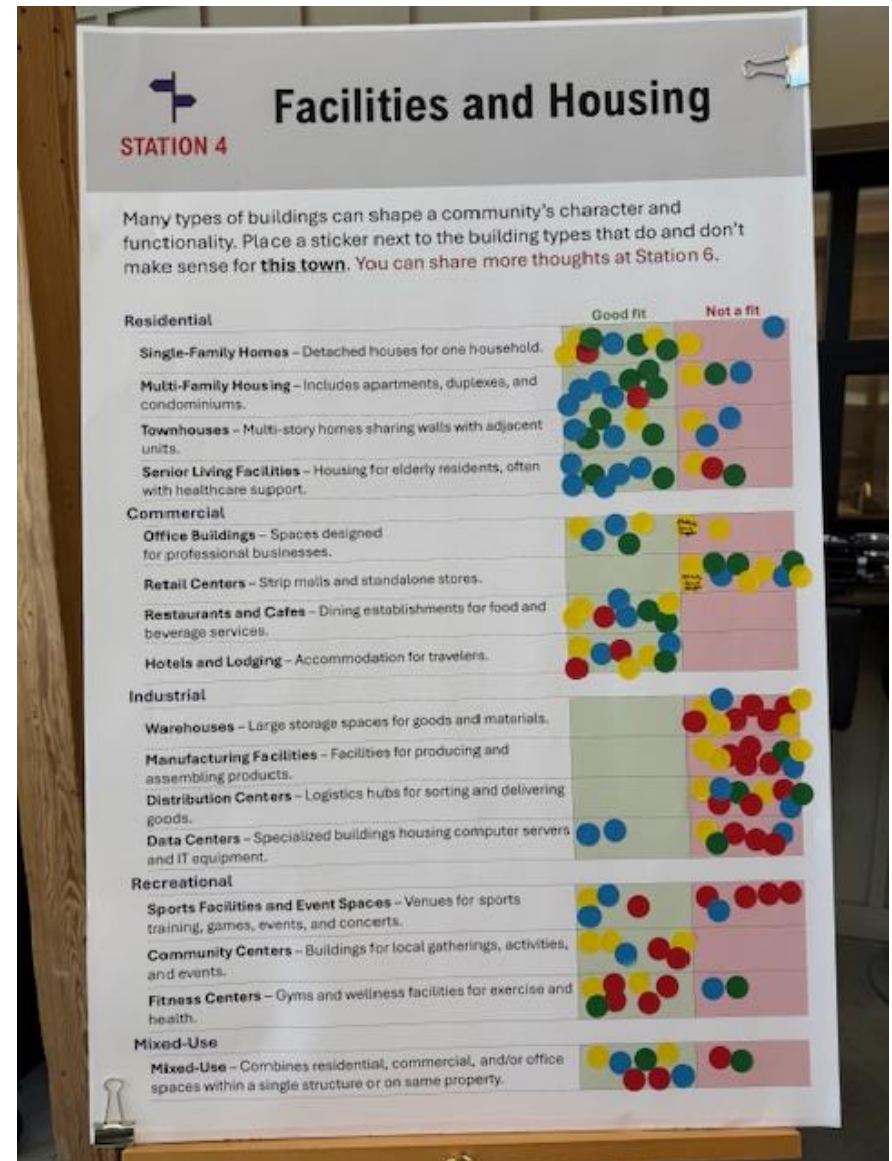 STATION 4
Facilities and Housing
Many types of buildings can shape a community's character and
functionality. Place a sticker next to the building types that do and don't
make sense for this town. You can share more thoughts at Station 6.
Good fit
Not a fit
Residential
Single-Family Homes – Detached houses for one household.
Multi-Family Housing – Includes apartments, duplexes, and
condominiums.
Townhouses – Multi-story homes sharing walls with adjacent
units.
Senior Living Facilities – Housing for elderly residents, often
with healthcare support.
Commercial
Office Buildings – Spaces designed
for professional businesses.
Retail Centers – Strip malls and standalone stores.
Restaurants and Cafes – Dining establishments for food and
beverage services.
Hotels and Lodging – Accommodation for travelers.
Industrial
Warehouses – Large storage spaces for goods and materials.
Manufacturing Facilities – Facilities for producing and
assembling products.
Distribution Centers – Logistics hubs for sorting and delivering
goods.
Data Centers – Specialized buildings housing computer servers
and IT equipment.
Recreational
Sports Facilities and Event Spaces – Venues for sports
training, games, events, and concerts.
Community Centers – Buildings for local gatherings, activities,
and events.
Fitness Centers – Gyms and wellness facilities for exercise and
health.
Mixed-Use
Mixed-Use – Combines residential, commercial, and/or office
spaces within a single structure or on same property.